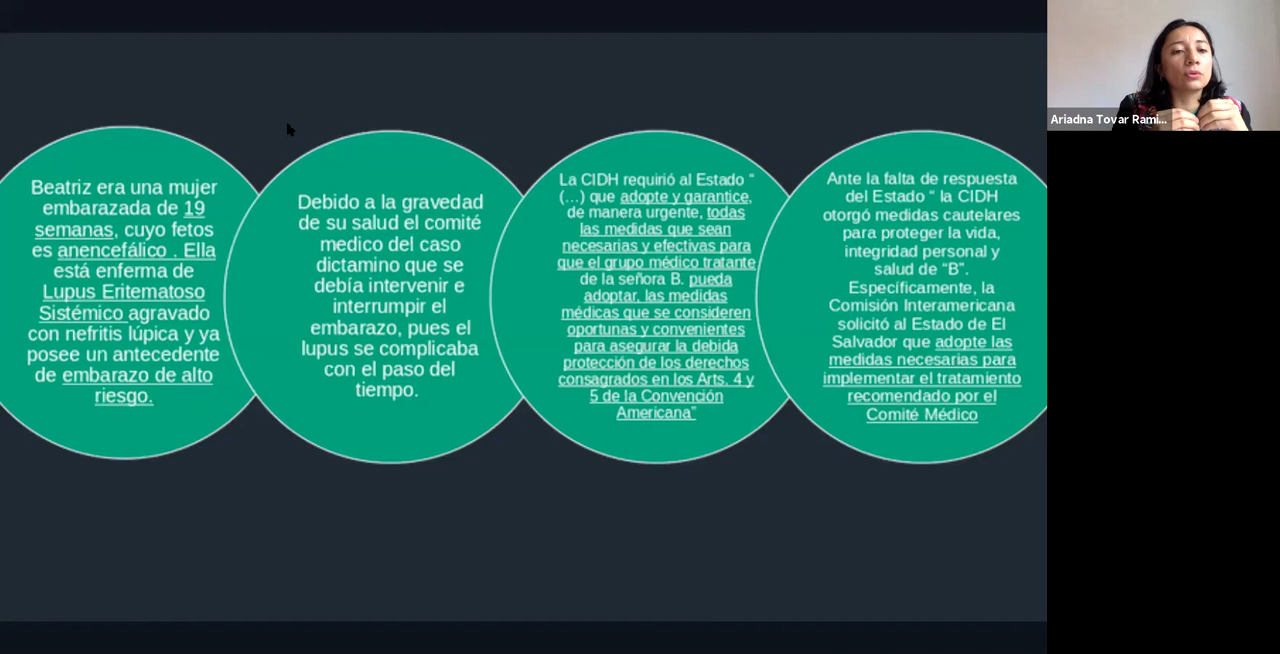 Beatriz era una mujer
embarazada de 19
semanas, cuyo fetos
es anencefálico . Ella
está enferma de
Lupus Eritematoso
Sistémico agravado
con nefritis lúpica y ya
posee un antecedente
de embarazo de alto
riesgo.
Debido a la gravedad
de su salud el comité
medico del caso
dictamino que se
debía intervenir e
interrumpir el
embarazo, pues el
lupus se complicaba
con el paso del
tiempo.
La CIDH requirió al Estado “
(…) que adopte y garantice,
de manera urgente, todas
las medidas que sean
necesarias y efectivas para
que el grupo médico tratante
de la señora B. pueda
adoptar, las medidas
médicas que se consideren
oportunas y convenientes
para asegurar la debida
protección de los derechos
consagrados en los Arts. 4 y
5 de la Convención
Americana”
Ante la falta de respuesta
del Estado “ la CIDH
otorgó medidas cautelares
para proteger la vida,
integridad personal y
salud de “B”.
Específicamente, la
Comisión Interamericana
solicitó al Estado de El
Salvador que adopte las
medidas necesarias para
implementar el tratamiento
recomendado por el
Comité Médico
Ariadna Tovar Rami...